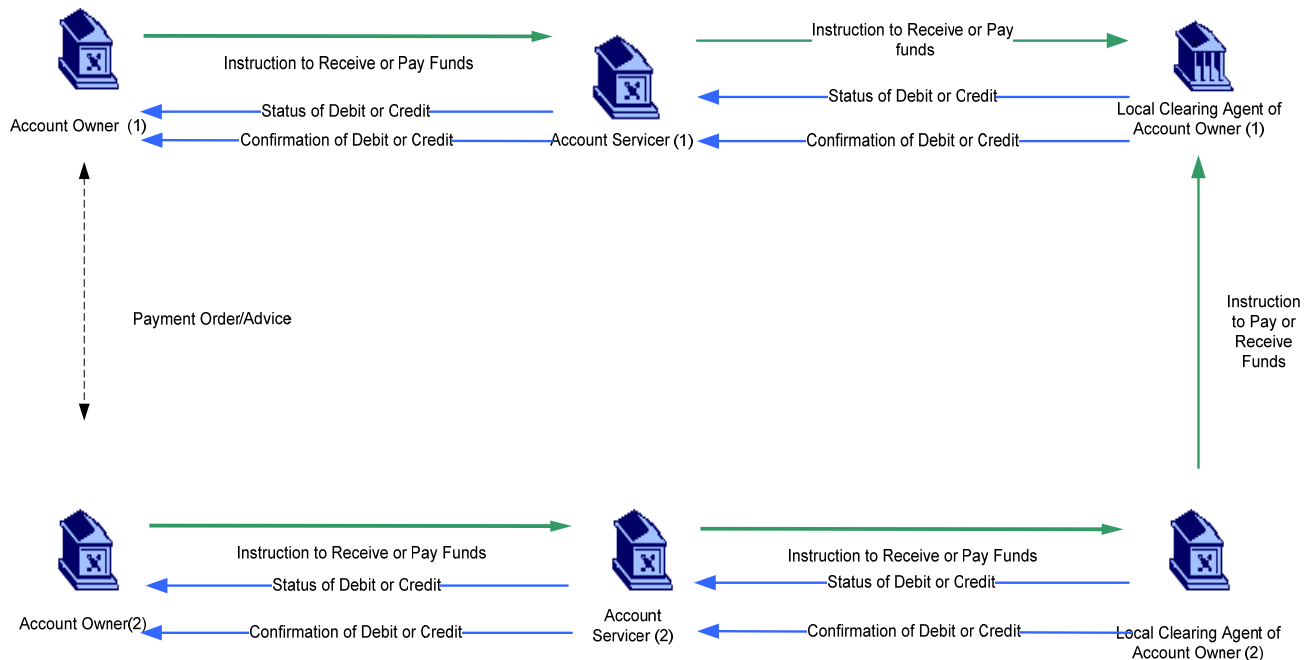 Instruction to Receive or Pay Funds
Instruction to Receive or Pay
funds
Status of Debit or Credit
Status of Debit or Credit
Account Owner (1)
Confirmation of Debit or Credit
Account Servicer (1)
Confirmation of Debit or Credit
Local Clearing Agent of
Account Owner (1)
Payment Order/Advice
Instruction
to Pay or
Receive
Funds
Instruction to Receive or Pay Funds
Instruction to Receive or Pay Funds
Status of Debit or Credit
Status of Debit or Credit
Account Owner(2)
Confirmation of Debit or Credit
Account
Servicer (2)
Confirmation of Debit or Credit
Local Clearing Agent of
Account Owner (2)